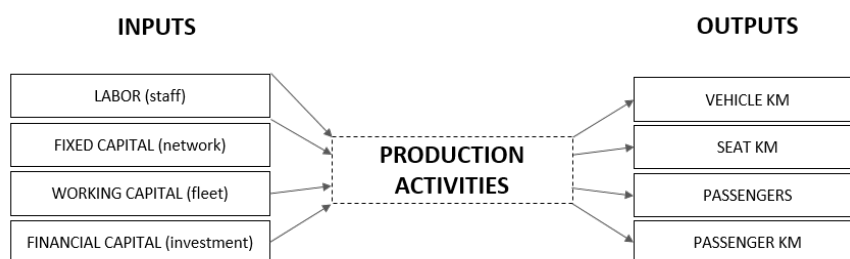 INPUTS
OUTPUTS
LABOR (staff)
FIXED CAPITAL (network)
WORKING CAPITAL (fleet)
FINANCIAL CAPITAL (investment)
PRODUCTION
ACTIVITIES
VEHICLE KM
SEAT KM
PASSENGERS
PASSENGER KM